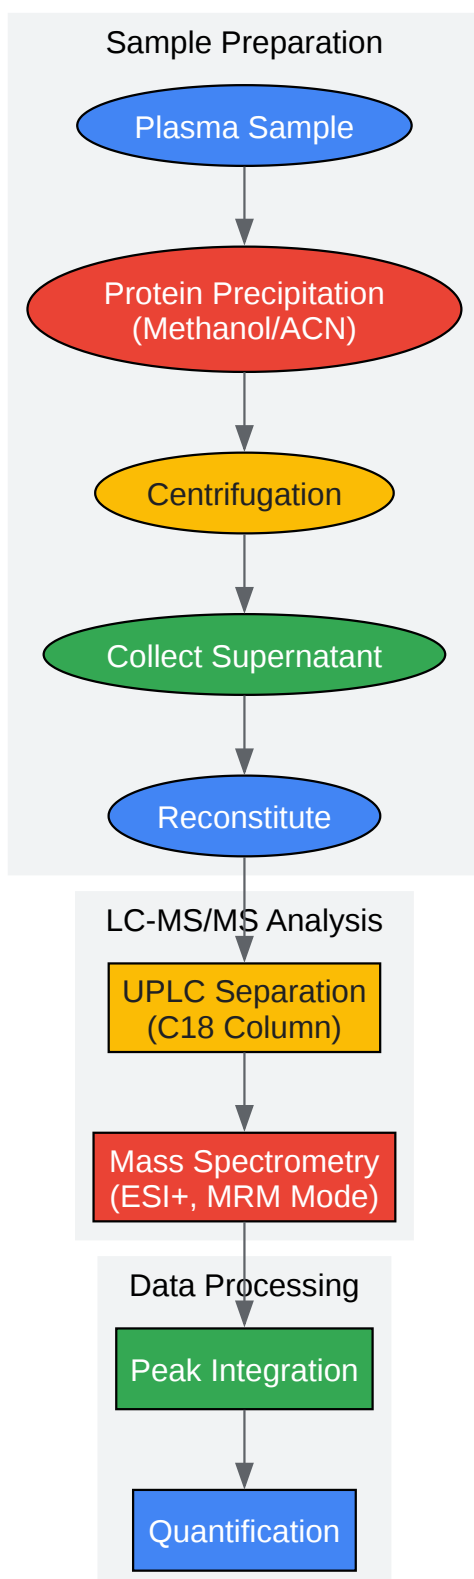 Sample Preparation
Plasma Sample
Protein Precipitation
(Methanol/ACN)
Centrifugation
Collect Supernatant
Reconstitute
LC-MS/MS Analysis
UPLC Separation
(C18 Column)
Mass Spectrometry
(ESI+, MRM Mode)
Data Processing
Peak Integration
Quantification